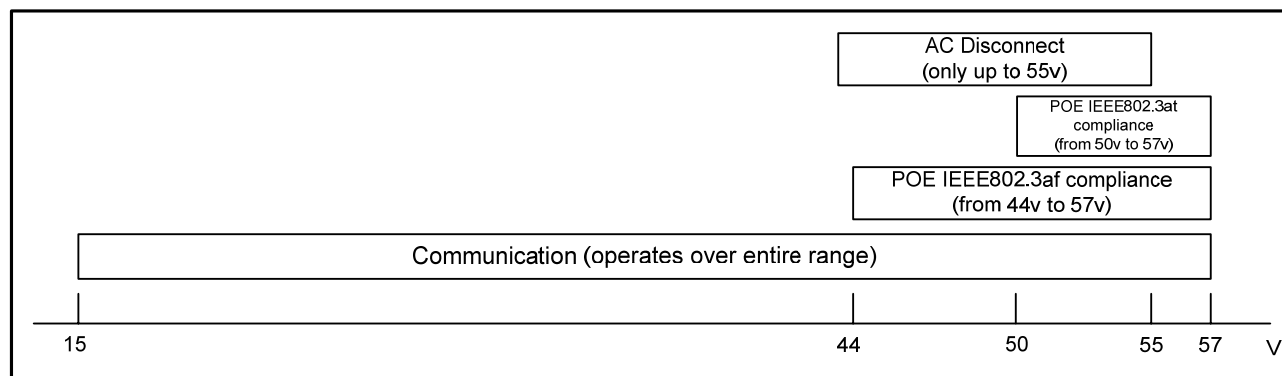 AC Disconnect
(only up to 55v)
POE IEEE802.3at
compliance
(from 50v to 57v)
POE IEEE802.3af compliance
(from 44v to 57v)
Communication (operates over entire range)
15 44 50 55 57 V